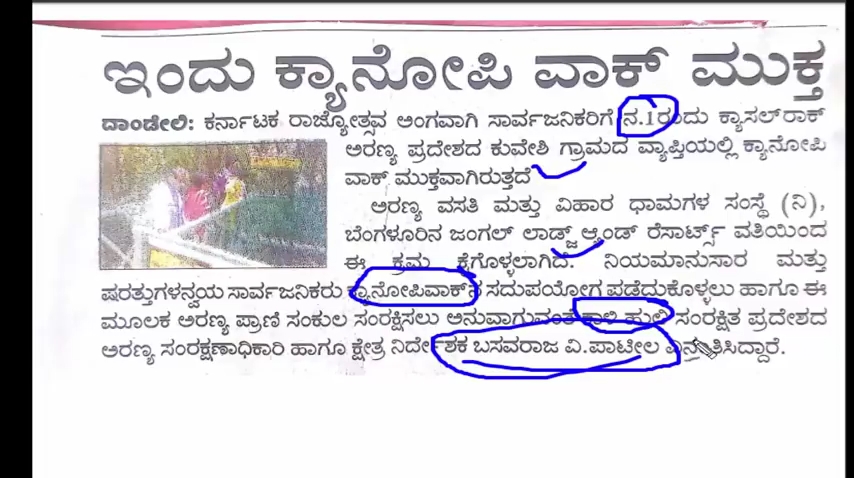 ಇಂದು ಕ್ಯಾನೋಪಿ ವಾಕ್ ಮುಕ್ತ
ದಾಂಡೇಲಿ: ಕರ್ನಾಟಕ ರಾಜ್ಯೋತ್ಸವ ಅಂಗವಾಗಿ ಸಾರ್ವಜನಿಕರಿಗೆ ನ.1ರಂದು ಕ್ಯಾಸಲ್‌ರಾಕ್
ಅರಣ್ಯ ಪ್ರದೇಶದ ಕುವೇಶಿ ಗ್ರಾಮದ ವ್ಯಾಪ್ತಿಯಲ್ಲಿ ಕ್ಯಾನೋಪಿ
ವಾಕ್ ಮುಕ್ತವಾಗಿರುತ್ತದೆ
ಅರಣ್ಯ ವಸತಿ ಮತ್ತು ವಿಹಾರ ಧಾಮಗಳ ಸಂಸ್ಥೆ (ನಿ),
ಬೆಂಗಳೂರಿನ ಜಂಗಲ್ ಲಾಡ್ಜ್ ಆ್ಯಂಡ್ ರೆಸಾರ್ಟ್ಸ್ ವತಿಯಿಂದ
ಈ ಕ್ರಮ ಕೈಗೊಳ್ಳಲಾಗಿದೆ. ನಿಯಮಾನುಸಾರ ಮತ್ತು
ಷರತ್ತುಗಳನ್ವಯ ಸಾರ್ವಜನಿಕರು ಕ್ಯಾನೋಪಿವಾಕ್‌ನ ಸದುಪಯೋಗ ಪಡೆದುಕೊಳ್ಳಲು ಹಾಗೂ ಈ
ಮೂಲಕ ಅರಣ್ಯ ಪ್ರಾಣಿ ಸಂಕುಲ ಸಂರಕ್ಷಿಸಲು ಅನುವಾಗುವಂತೆ ಕಾಳಿ ಹುಲಿ ಸಂರಕ್ಷಿತ ಪ್ರದೇಶದ
ಅರಣ್ಯ ಸಂರಕ್ಷಣಾಧಿಕಾರಿ ಹಾಗೂ ಕ್ಷೇತ್ರ ನಿರ್ದೇಶಕ ಬಸವರಾಜ ವಿ.ಪಾಟೀಲ ವಿನಂತಿಸಿದ್ದಾರೆ.